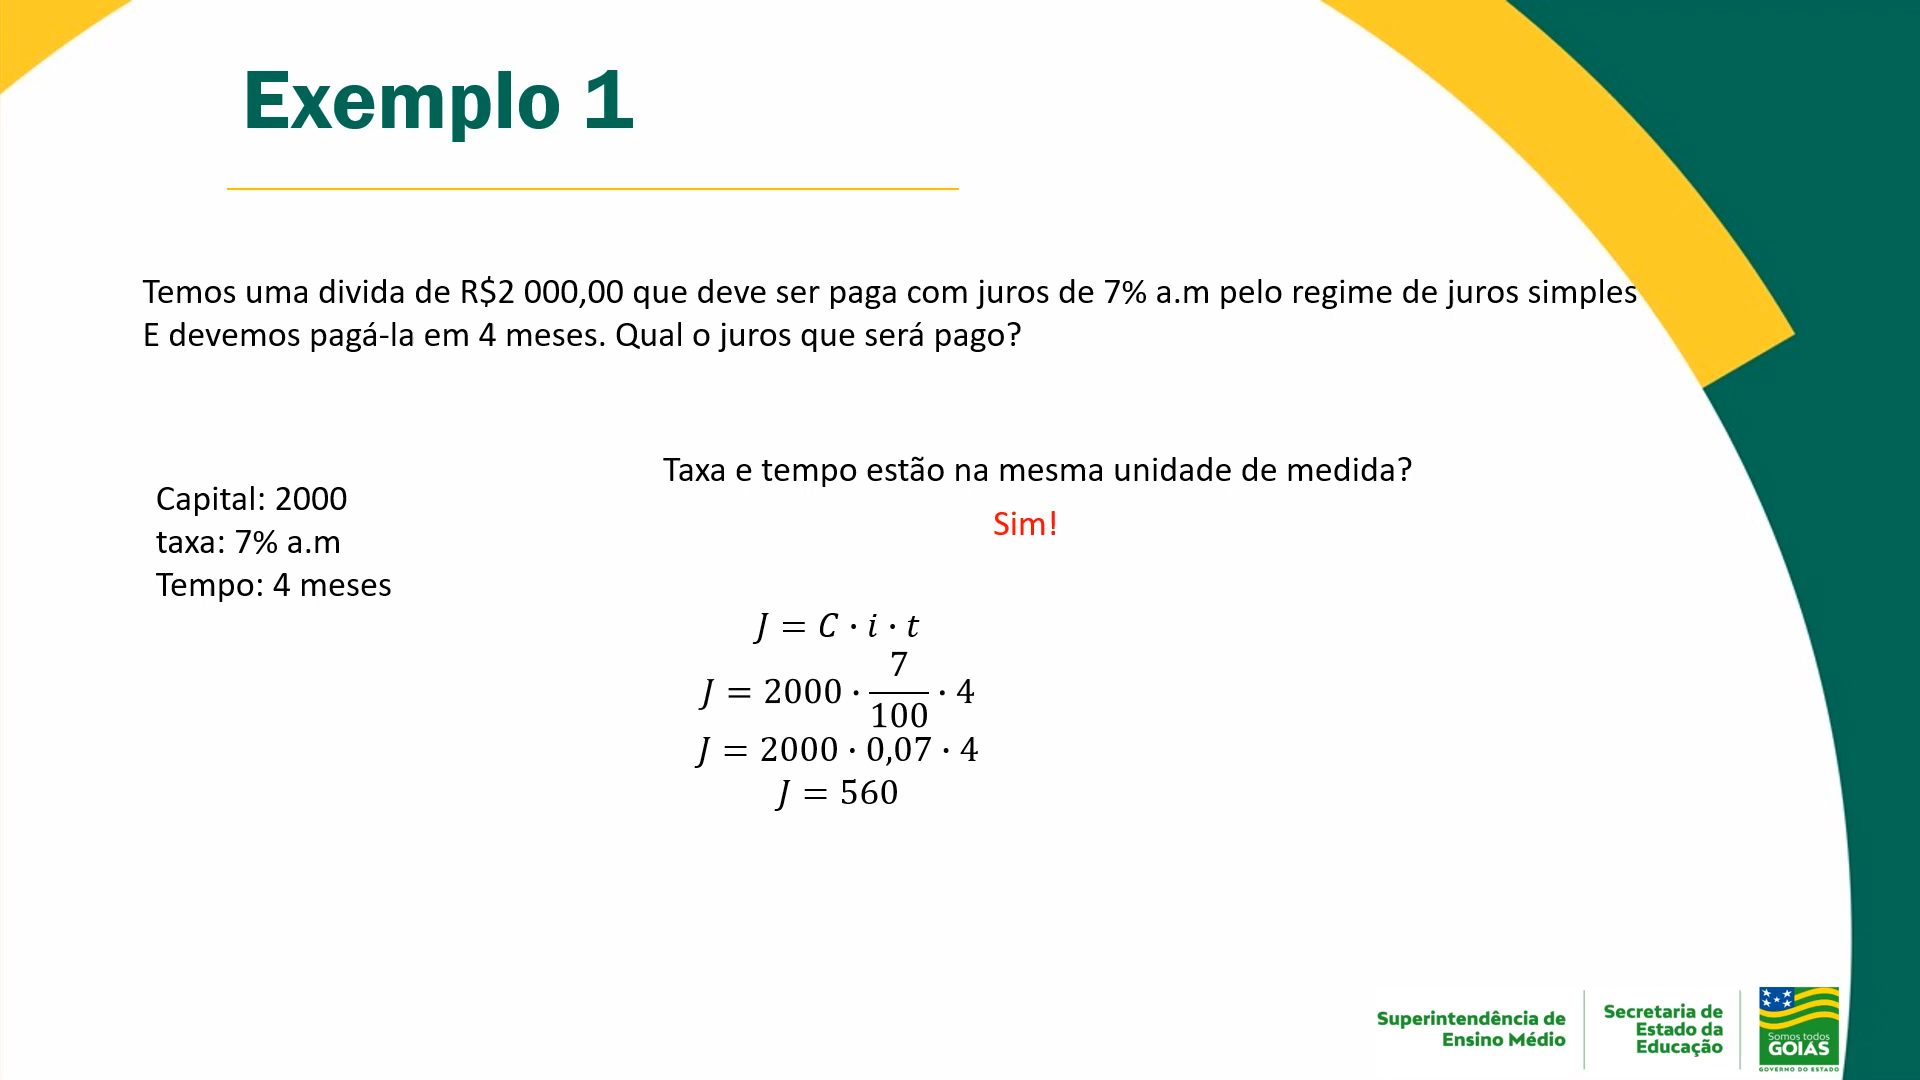 Exemplo 1
Temos uma divida de R$2 000,00 que deve ser paga com juros de 7% a.m pelo regime de juros simples
E devemos pagá-la em 4 meses. Qual o juros que será pago?
Capital: 2000
taxa: 7% a.m
Tempo: 4 meses
Taxa e tempo estão na mesma unidade de medida?
Sim!
J = C · i · t
J = 2000 · 7/100 · 4
J = 2000 · 0,07 · 4
J = 560
Superintendência de
Ensino Médio
Secretaria de
Estado da
Educação
Somos todos
GOIÁS
GOVERNO DO ESTADO